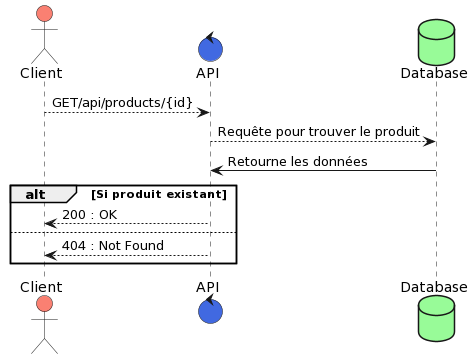 Client
API
Database
GET/api/products/{id}
Requête pour trouver le produit
Retourne les données
alt [Si produit existant]
200 : OK
404 : Not Found
Client
API
Database